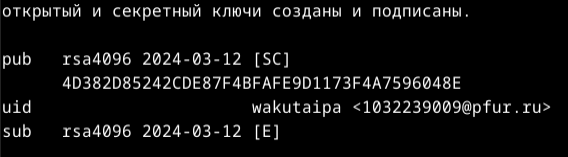 открытый и секретный ключи созданы и подписаны.
pub rsa4096 2024-03-12 [SC]
4D382D85242CDE87F4BFAFE9D1173F4A7596048E
uid wakutaipa <1032239009@pfur.ru>
sub rsa4096 2024-03-12 [E]